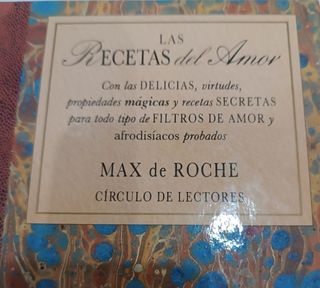 LAS
RECETAS del Amor
Con las DELICIAS, virtudes,
propiedades mágicas y recetas SECRETAS
para todo tipo de FILTROS DE AMOR y
afrodisíacos probados
MAX de ROCHE
CÍRCULO DE LECTORES